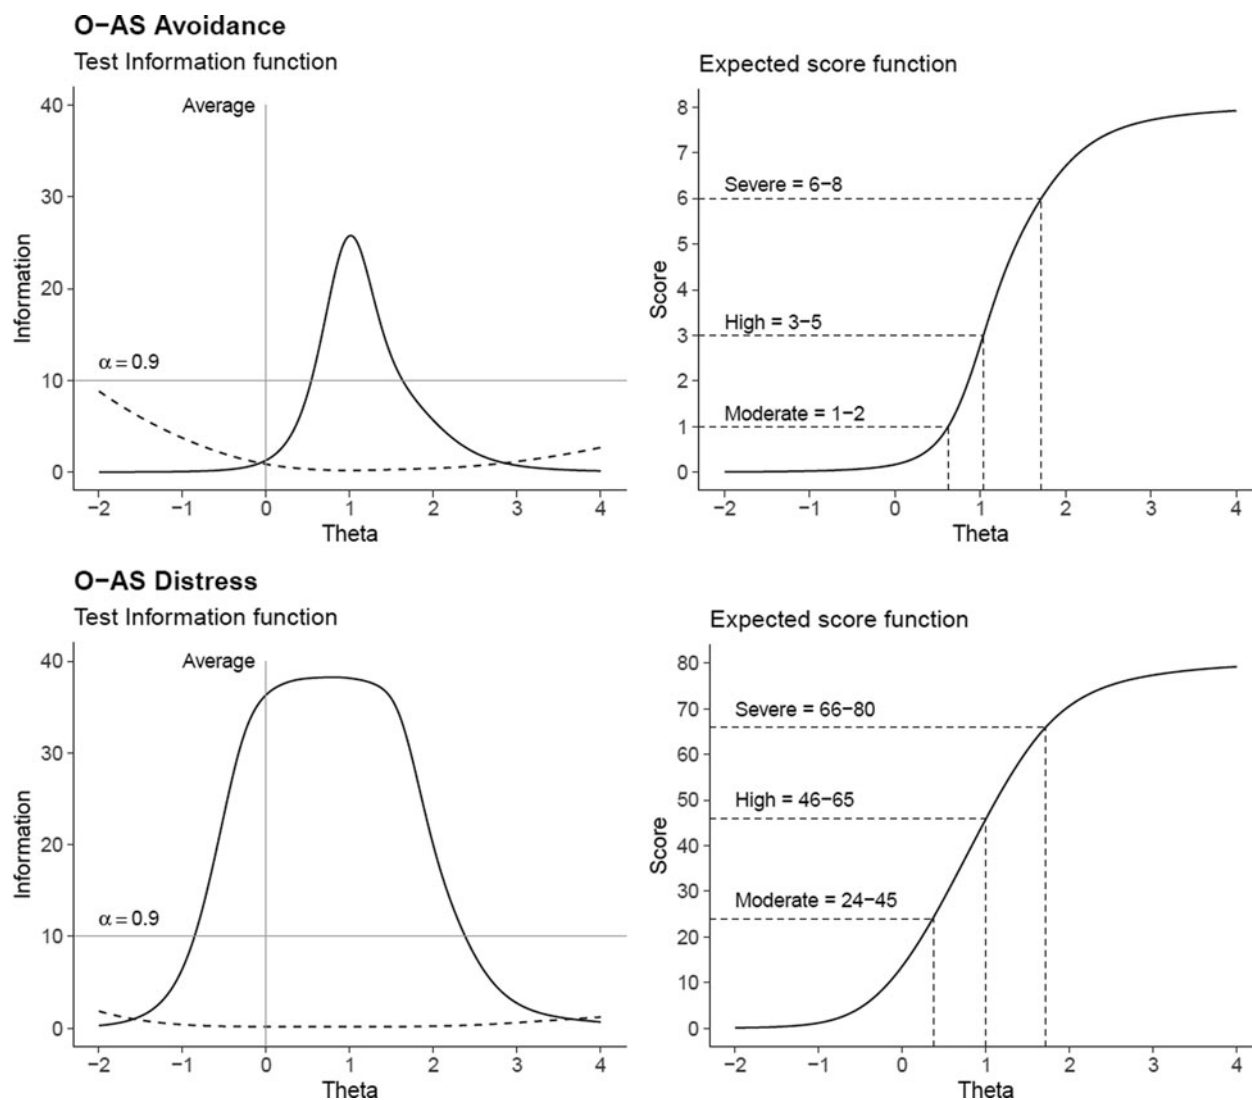 O−AS Avoidance
Test Information function
Expected score function
Average
40
30
20
10
0
Information
α = 0.9
−2 −1 0 1 2 3 4
Theta
8
7
6
5
4
3
2
1
0
Score
Severe = 6−8
High = 3−5
Moderate = 1−2
−2 −1 0 1 2 3 4
Theta
O−AS Distress
Test Information function
Expected score function
Average
40
30
20
10
0
Information
α = 0.9
−2 −1 0 1 2 3 4
Theta
80
70
60
50
40
30
20
10
0
Score
Severe = 66−80
High = 46−65
Moderate = 24−45
−2 −1 0 1 2 3 4
Theta